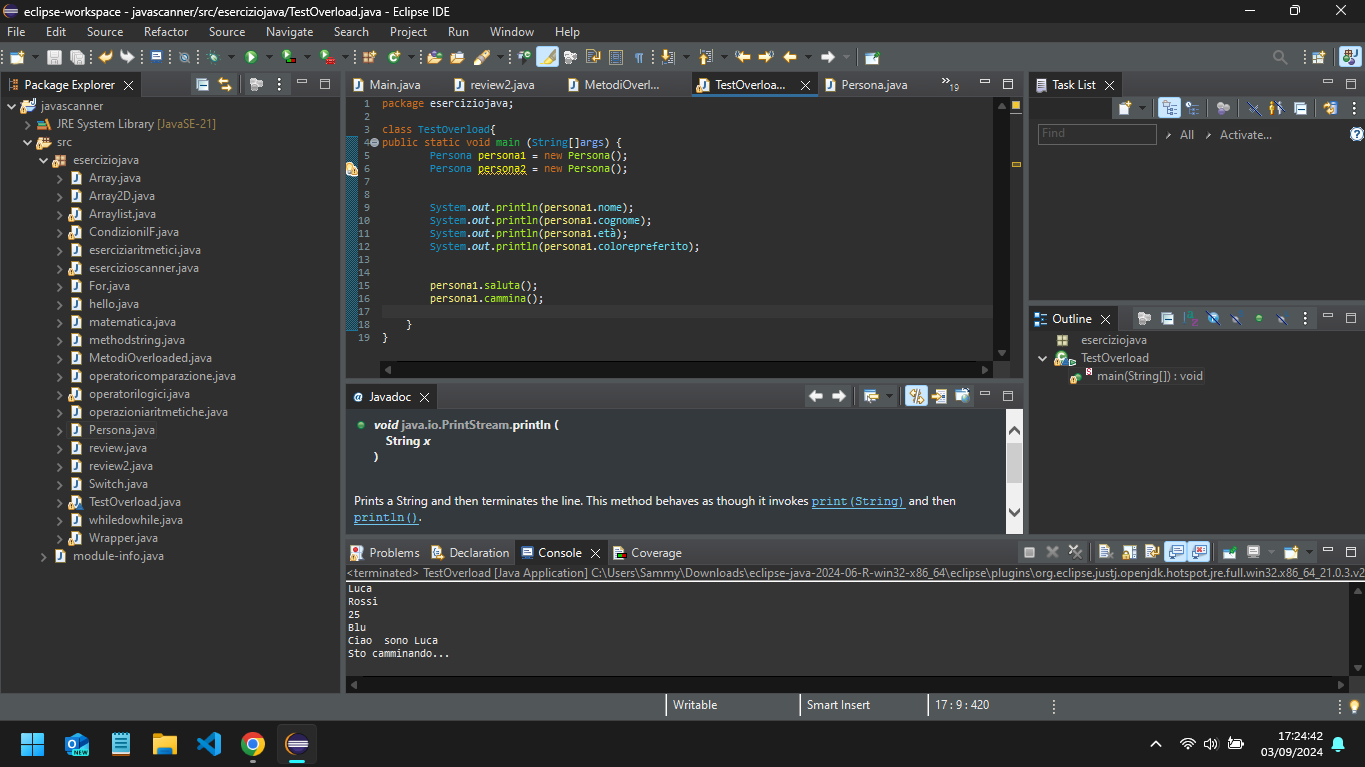 eclipse-workspace - javascanner/src/eserciziojava/TestOverload.java - Eclipse IDE
File Edit Source Refactor Source Navigate Search Project Run Window Help
Package Explorer
javascanner
JRE System Library [JavaSE-21]
src
eserciziojava
Array.java
Array2D.java
Arraylist.java
CondizioniIF.java
eserciziaritmetici.java
esercizioscanner.java
For.java
hello.java
matematica.java
methodstring.java
MetodiOverloaded.java
operatoricomparazione.java
operatorilogici.java
operazioniaritmetiche.java
Persona.java
review.java
review2.java
Switch.java
TestOverload.java
whiledowhile.java
Wrapper.java
module-info.java
Main.java review2.java MetodiOverl... TestOverloa... Persona.java 19
1 package eserciziojava;
2
3 class TestOverload{
4 public static void main (String[]args) {
5 Persona persona1 = new Persona();
6 Persona persona2 = new Persona();
7
8
9 System.out.println(persona1.nome);
10 System.out.println(persona1.cognome);
11 System.out.println(persona1.età);
12 System.out.println(persona1.colorepreferito);
13
14
15 persona1.saluta();
16 persona1.cammina();
17
18 }
19 }
Task List
Find All Activate...
Outline
eserciziojava
TestOverload
main(String[]) : void
@ Javadoc
void java.io.PrintStream.println (
String x
)
Prints a String and then terminates the line. This method behaves as though it invokes print(String) and then
println().
Problems Declaration Console Coverage
<terminated> TestOverload [Java Application] C:\Users\Sammy\Downloads\eclipse-java-2024-06-R-win32-x86_64\eclipse\plugins\org.eclipse.justj.openjdk.hotspot.jre.full.win32.x86_64_21.0.3.v2
Luca
Rossi
25
Blu
Ciao  sono Luca
Sto camminando...
Writable Smart Insert 17 : 9 : 420
NEW
17:24:42
03/09/2024